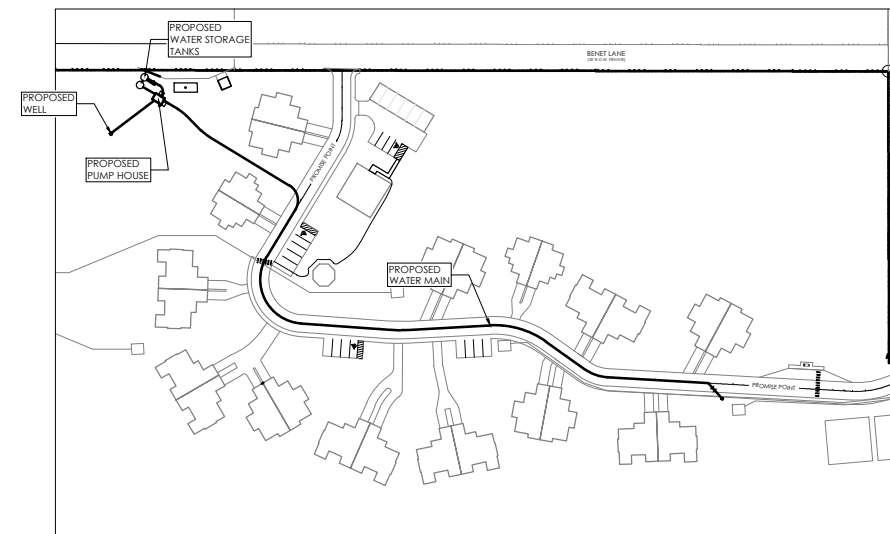 PROPOSED
WATER STORAGE
TANKS
BENET LANE
PROPOSED
WELL
PROPOSED
PUMP HOUSE
PROMISE POINT
PROPOSED
WATER MAIN
PROMISE POINT